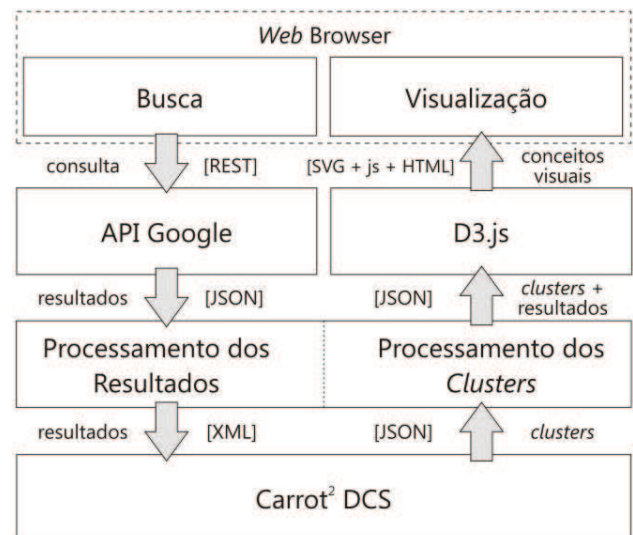 Web Browser
Busca
Visualização
consulta
[REST]
[SVG + js + HTML]
conceitos
visuais
API Google
D3.js
resultados
[JSON]
[JSON]
clusters +
resultados
Processamento dos
Resultados
Processamento dos
Clusters
resultados
[XML]
[JSON]
clusters
Carrot² DCS